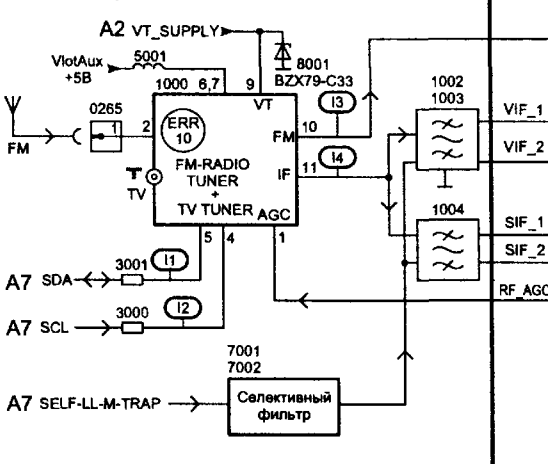 A2 VT_SUPPLY
VlotAux
+5B
5001
8001
BZX79-C33
1000 6,7
9
0265
1
2
VT
ERR
10
I3
FM
10
1002
1003
VIF_1
VIF_2
FM
I4
IF
11
T
TV
FM-RADIO
TUNER
+
TV TUNER
AGC
1004
SIF_1
SIF_2
5
4
1
A7 SDA
3001
I1
RF_AGC
A7 SCL
3000
I2
7001
7002
A7 SELF-LL-M-TRAP
Селективный
фильтр